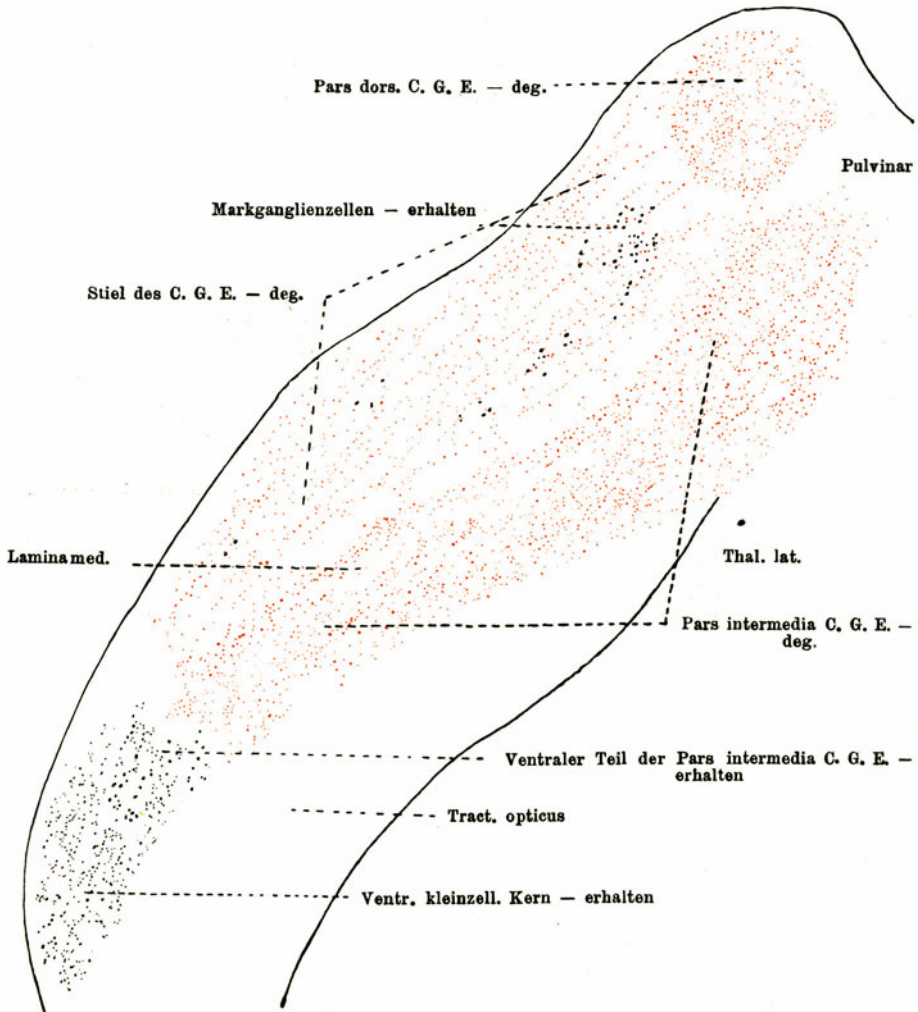 Pars dors. C. G. E. — deg.
Pulvinar
Markganglienzellen — erhalten
Stiel des C. G. E. — deg.
Lamina med.
Thal. lat.
Pars intermedia C. G. E. —
deg.
Ventraler Teil der Pars intermedia C. G. E. —
erhalten
Tract. opticus
Ventr. kleinzell. Kern — erhalten